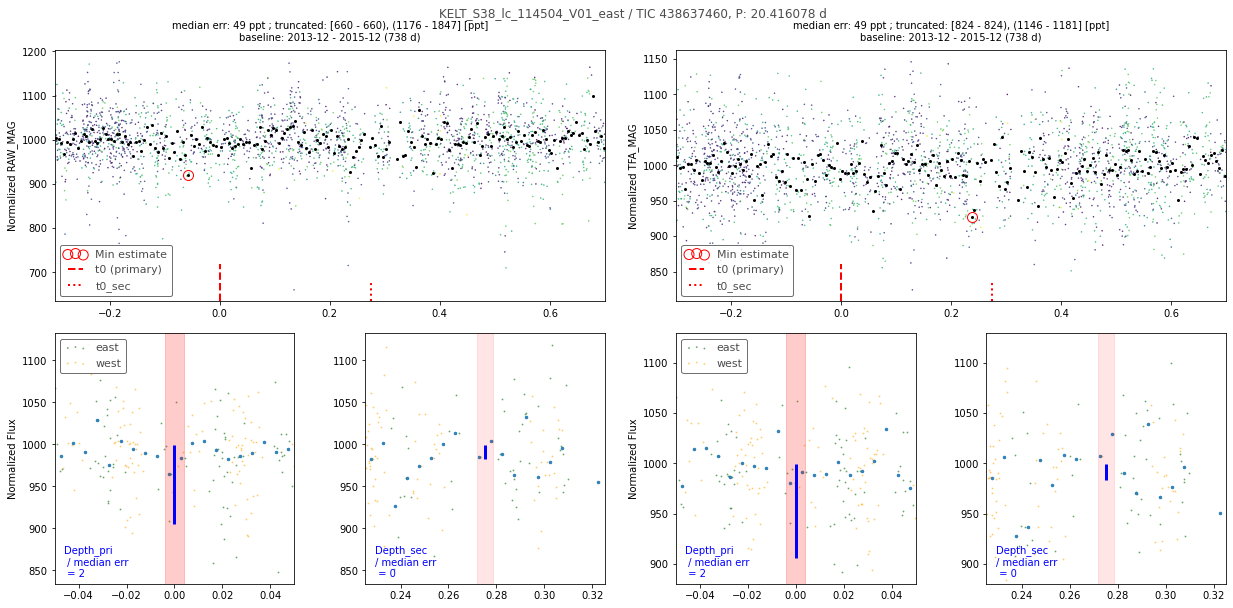 KELT_S38_lc_114504_V01_east / TIC 438637460, P: 20.416078 d
median err: 49 ppt ; truncated: [660 - 660), (1176 - 1847] [ppt]
baseline: 2013-12 - 2015-12 (738 d)
Normalized RAW_MAG
1200
1100
1000
900
800
700
Min estimate
t0 (primary)
t0_sec
−0.2
0.0
0.2
0.4
0.6
median err: 49 ppt ; truncated: [824 - 824), (1146 - 1181] [ppt]
baseline: 2013-12 - 2015-12 (738 d)
Normalized TFA_MAG
1150
1100
1050
1000
950
900
850
Min estimate
t0 (primary)
t0_sec
−0.2
0.0
0.2
0.4
0.6
Normalized Flux
1100
1050
1000
950
900
850
east
west
Depth_pri
/ median err
= 2
−0.04
−0.02
0.00
0.02
0.04
1100
1050
1000
950
900
850
Depth_sec
/ median err
= 0
0.24
0.26
0.28
0.30
0.32
Normalized Flux
1100
1050
1000
950
900
east
west
Depth_pri
/ median err
= 2
−0.04
−0.02
0.00
0.02
0.04
1100
1050
1000
950
900
Depth_sec
/ median err
= 0
0.24
0.26
0.28
0.30
0.32